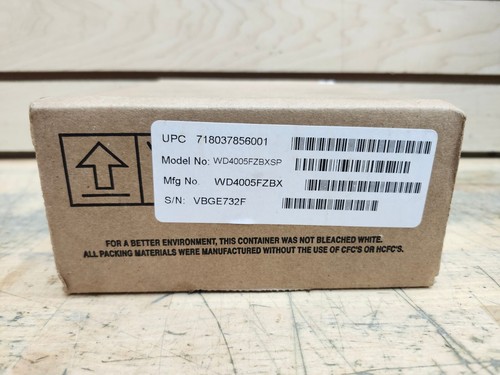 UPC 718037856001
Model No: WD4005FZBXSP
Mfg No. WD4005FZBX
S/N: VBGE732F
FOR A BETTER ENVIRONMENT, THIS CONTAINER WAS NOT BLEACHED WHITE.
ALL PACKING MATERIALS WERE MANUFACTURED WITHOUT THE USE OF CFC'S OR HCFC'S.